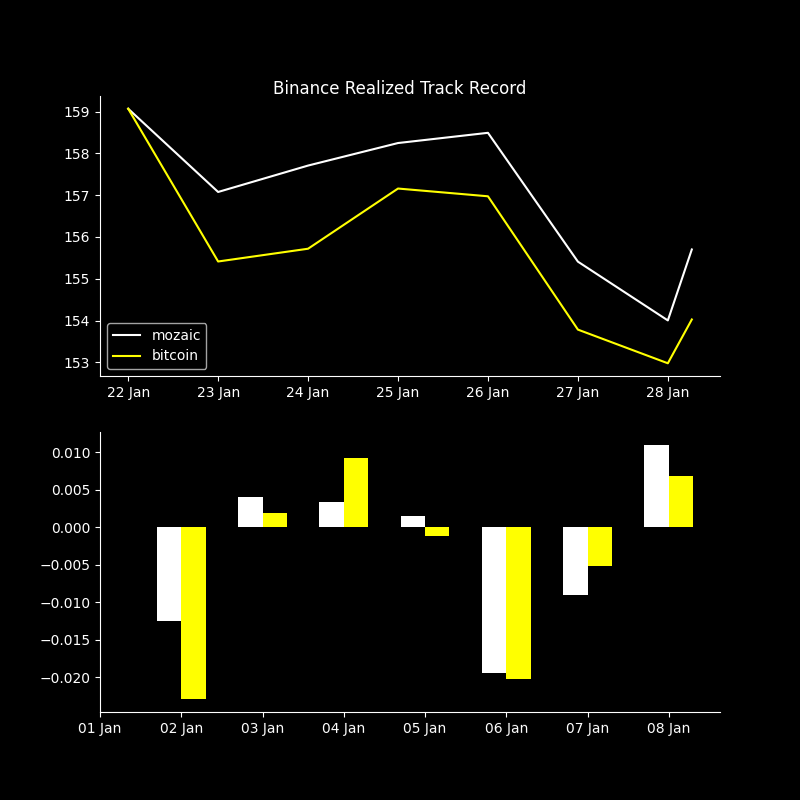 Binance Realized Track Record
159
158
157
156
155
154
153
mozaic
bitcoin
22 Jan 23 Jan 24 Jan 25 Jan 26 Jan 27 Jan 28 Jan
0.010
0.005
0.000
−0.005
−0.010
−0.015
−0.020
01 Jan 02 Jan 03 Jan 04 Jan 05 Jan 06 Jan 07 Jan 08 Jan